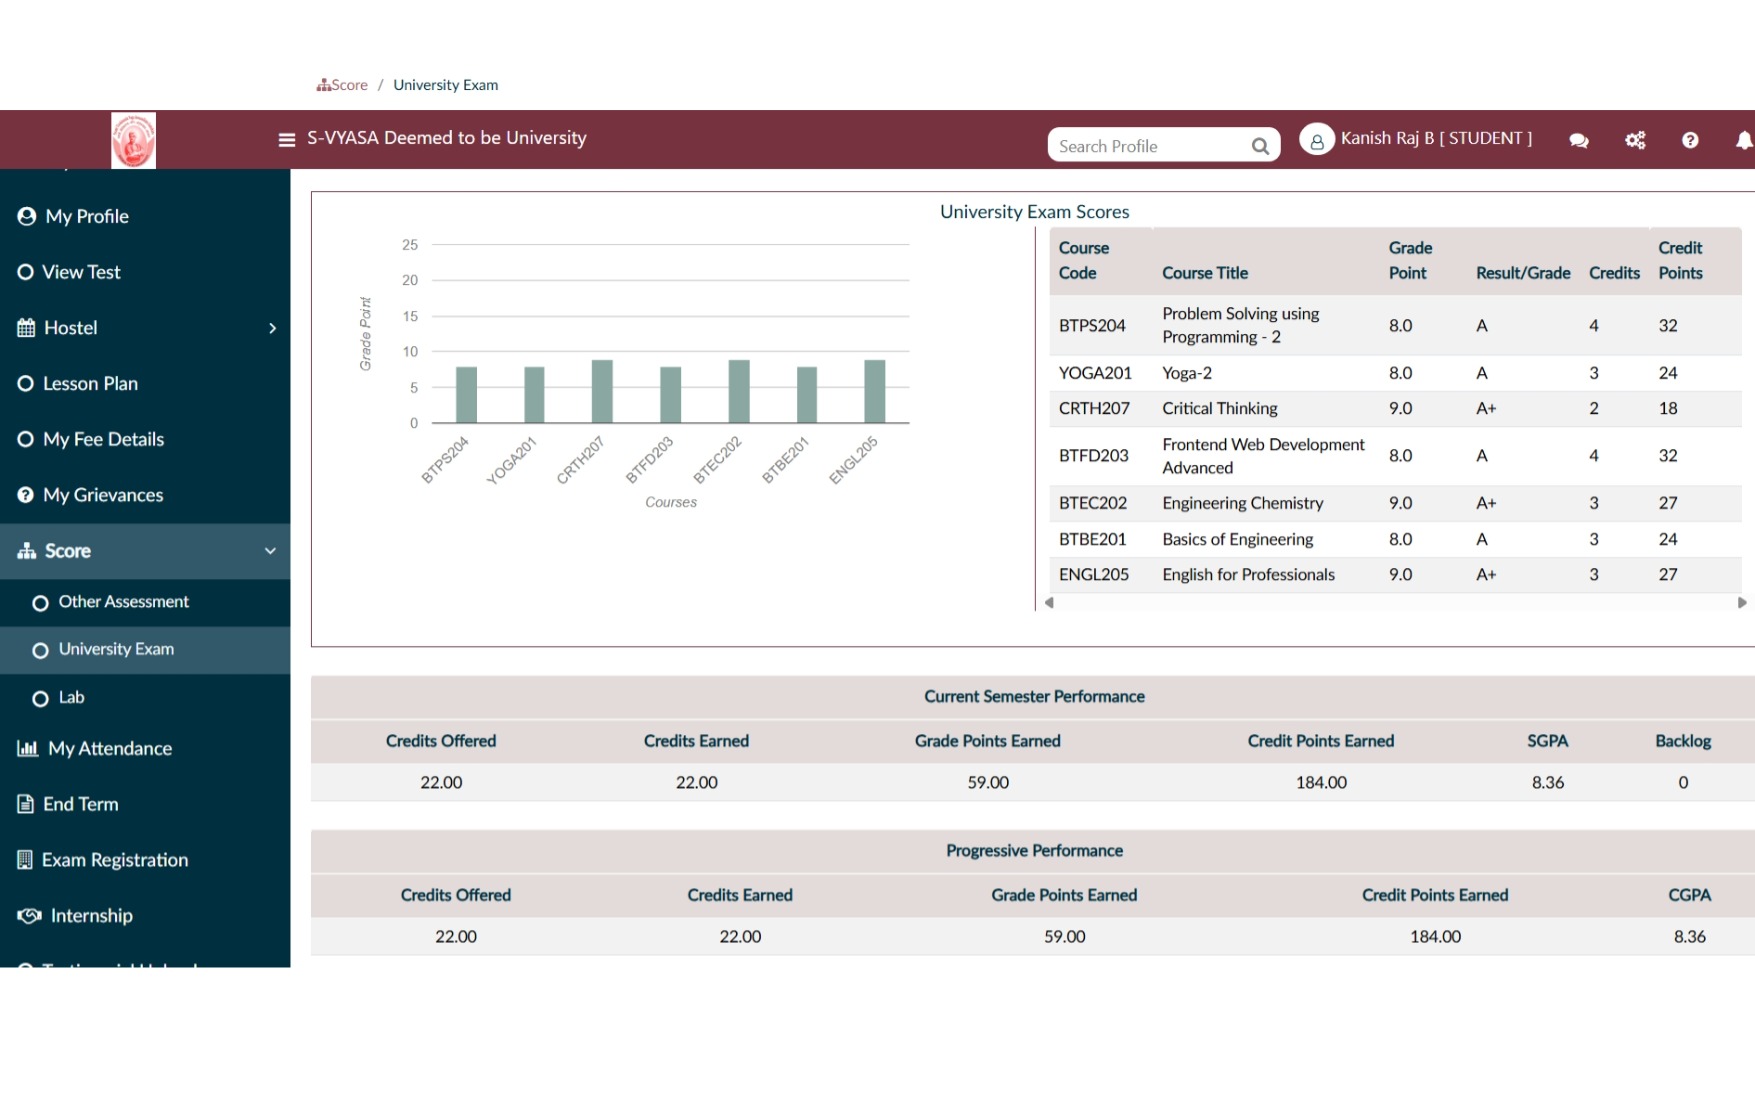 Score / University Exam
S-VYASA Deemed to be University
Search Profile
Kanish Raj B [ STUDENT ]
My Profile
View Test
Hostel
Lesson Plan
My Fee Details
My Grievances
Score
Other Assessment
University Exam
Lab
My Attendance
End Term
Exam Registration
Internship
University Exam Scores
25
20
15
10
5
0
Grade Point
BTPS204
YOGA201
CRTH207
BTFD203
BTEC202
BTBE201
ENGL205
Courses
Course Code Course Title Grade Point Result/Grade Credits Credit Points
BTPS204 Problem Solving using Programming - 2 8.0 A 4 32
YOGA201 Yoga-2 8.0 A 3 24
CRTH207 Critical Thinking 9.0 A+ 2 18
BTFD203 Frontend Web Development Advanced 8.0 A 4 32
BTEC202 Engineering Chemistry 9.0 A+ 3 27
BTBE201 Basics of Engineering 8.0 A 3 24
ENGL205 English for Professionals 9.0 A+ 3 27
Current Semester Performance
Credits Offered Credits Earned Grade Points Earned Credit Points Earned SGPA Backlog
22.00 22.00 59.00 184.00 8.36 0
Progressive Performance
Credits Offered Credits Earned Grade Points Earned Credit Points Earned CGPA
22.00 22.00 59.00 184.00 8.36